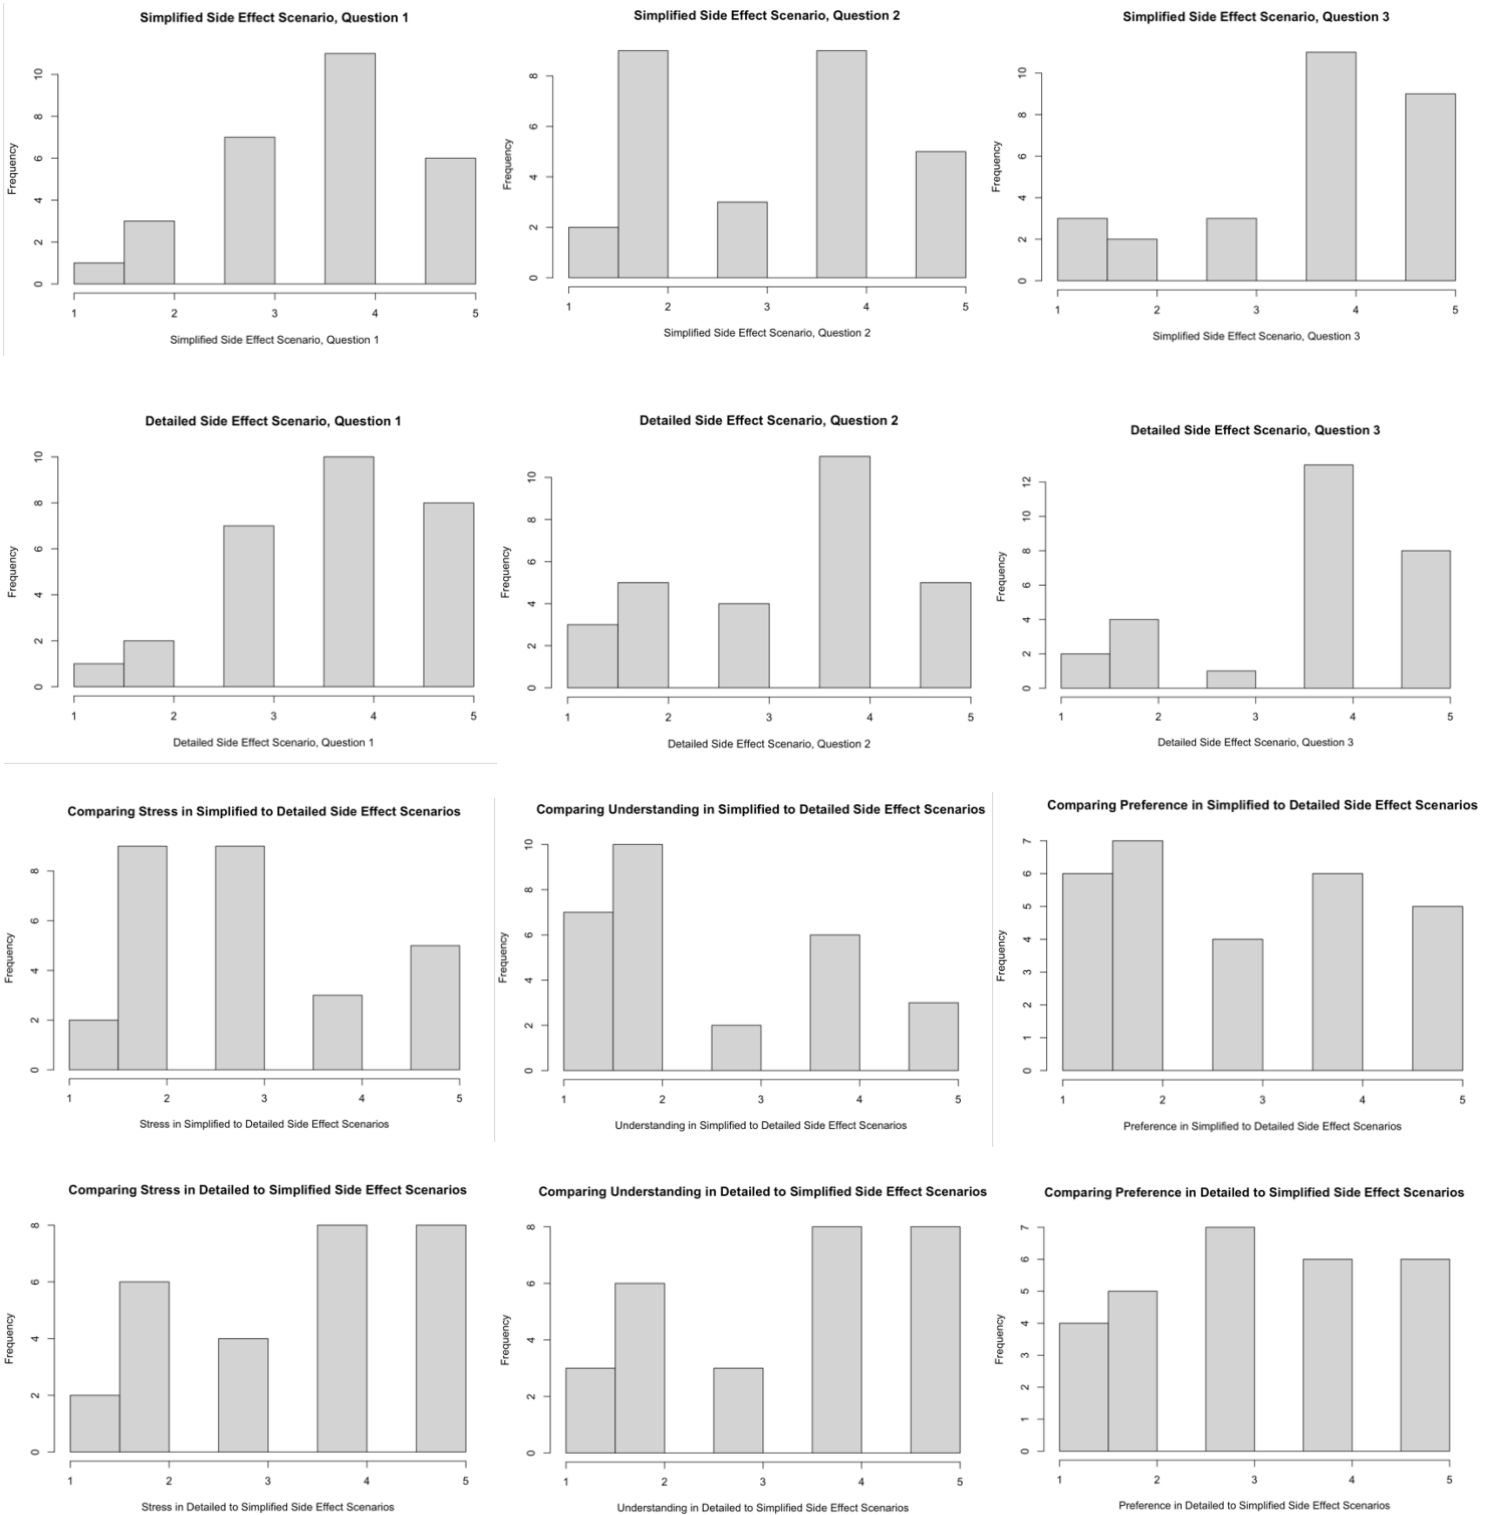 Simplified Side Effect Scenario, Question 1
Frequency
0 2 4 6 8 10
1 2 3 4 5
Simplified Side Effect Scenario, Question 1
Simplified Side Effect Scenario, Question 2
Frequency
0 2 4 6 8
1 2 3 4 5
Simplified Side Effect Scenario, Question 2
Simplified Side Effect Scenario, Question 3
Frequency
0 2 4 6 8 10
1 2 3 4 5
Simplified Side Effect Scenario, Question 3
Detailed Side Effect Scenario, Question 1
Frequency
0 2 4 6 8 10
1 2 3 4 5
Detailed Side Effect Scenario, Question 1
Detailed Side Effect Scenario, Question 2
Frequency
0 2 4 6 8 10
1 2 3 4 5
Detailed Side Effect Scenario, Question 2
Detailed Side Effect Scenario, Question 3
Frequency
0 2 4 6 8 10 12
1 2 3 4 5
Detailed Side Effect Scenario, Question 3
Comparing Stress in Simplified to Detailed Side Effect Scenarios
Frequency
0 2 4 6 8
1 2 3 4 5
Stress in Simplified to Detailed Side Effect Scenarios
Comparing Understanding in Simplified to Detailed Side Effect Scenarios
Frequency
0 2 4 6 8 10
1 2 3 4 5
Understanding in Simplified to Detailed Side Effect Scenarios
Comparing Preference in Simplified to Detailed Side Effect Scenarios
Frequency
0 1 2 3 4 5 6 7
1 2 3 4 5
Preference in Simplified to Detailed Side Effect Scenarios
Comparing Stress in Detailed to Simplified Side Effect Scenarios
Frequency
0 2 4 6 8
1 2 3 4 5
Stress in Detailed to Simplified Side Effect Scenarios
Comparing Understanding in Detailed to Simplified Side Effect Scenarios
Frequency
0 2 4 6 8
1 2 3 4 5
Understanding in Detailed to Simplified Side Effect Scenarios
Comparing Preference in Detailed to Simplified Side Effect Scenarios
Frequency
0 1 2 3 4 5 6 7
1 2 3 4 5
Preference in Detailed to Simplified Side Effect Scenarios